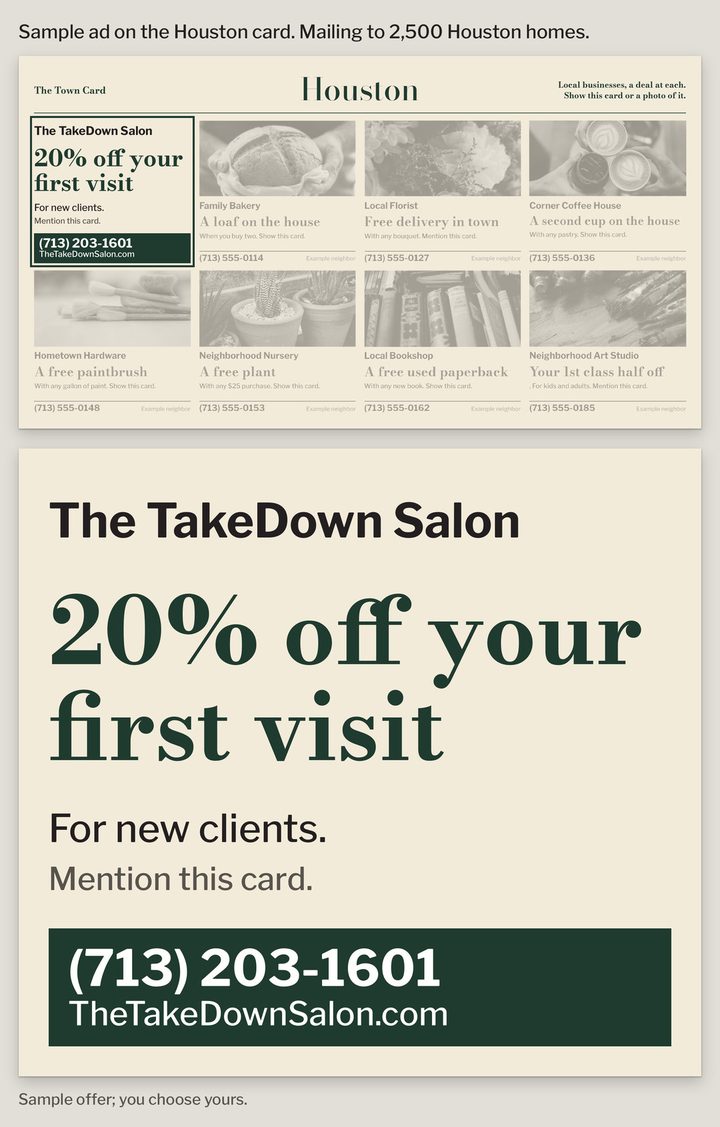 Sample ad on the Houston card. Mailing to 2,500 Houston homes.
The Town Card
Houston
Local businesses, a deal at each.
Show this card or a photo of it.
The TakeDown Salon
20% off your
first visit
For new clients.
Mention this card.
(713) 203-1601
TheTakeDownSalon.com
Family Bakery
A loaf on the house
When you buy two. Show this card.
(713) 555-0114
Example neighbor
Local Florist
Free delivery in town
With any bouquet. Mention this card.
(713) 555-0127
Example neighbor
Corner Coffee House
A second cup on the house
With any pastry. Show this card.
(713) 555-0136
Example neighbor
Hometown Hardware
A free paintbrush
With any gallon of paint. Show this card.
(713) 555-0148
Example neighbor
Neighborhood Nursery
A free plant
With any $25 purchase. Show this card.
(713) 555-0153
Example neighbor
Local Bookshop
A free used paperback
With any new book. Show this card.
(713) 555-0162
Example neighbor
Neighborhood Art Studio
Your 1st class half off
For kids and adults. Mention this card.
(713) 555-0185
Example neighbor
The TakeDown Salon
20% off your
first visit
For new clients.
Mention this card.
(713) 203-1601
TheTakeDownSalon.com
Sample offer; you choose yours.